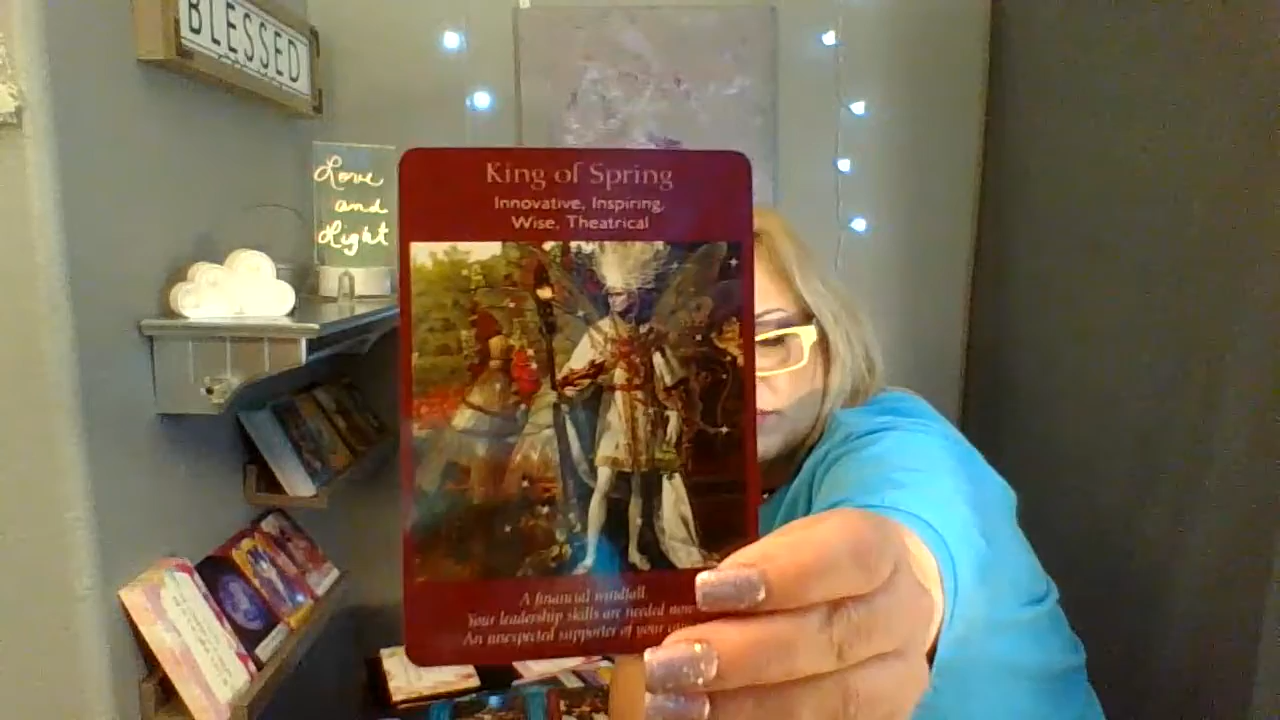 BLESSED
Love
and
Light
King of Spring
Innovative, Inspiring,
Wise, Theatrical
A financial windfall.
Your leadership skills are needed now
An unexpected supporter of your